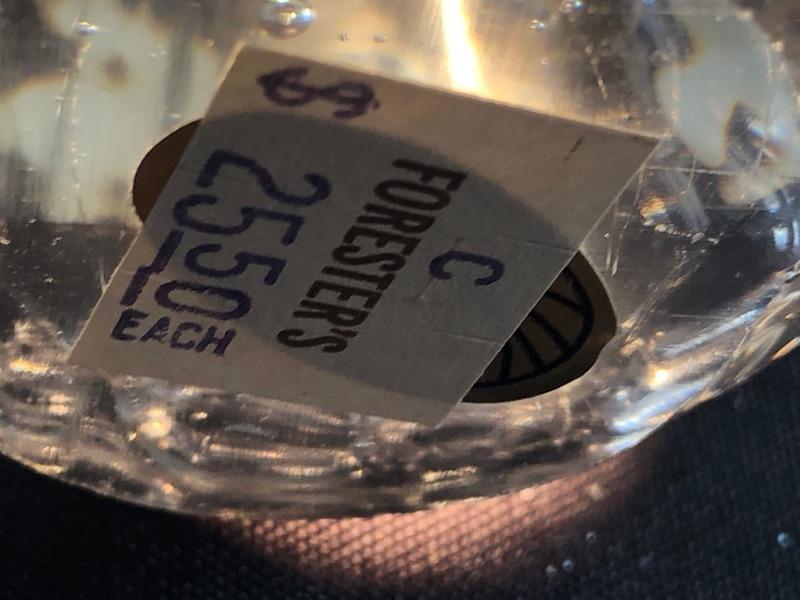 C
FORESTER'S
$ 2550
EACH